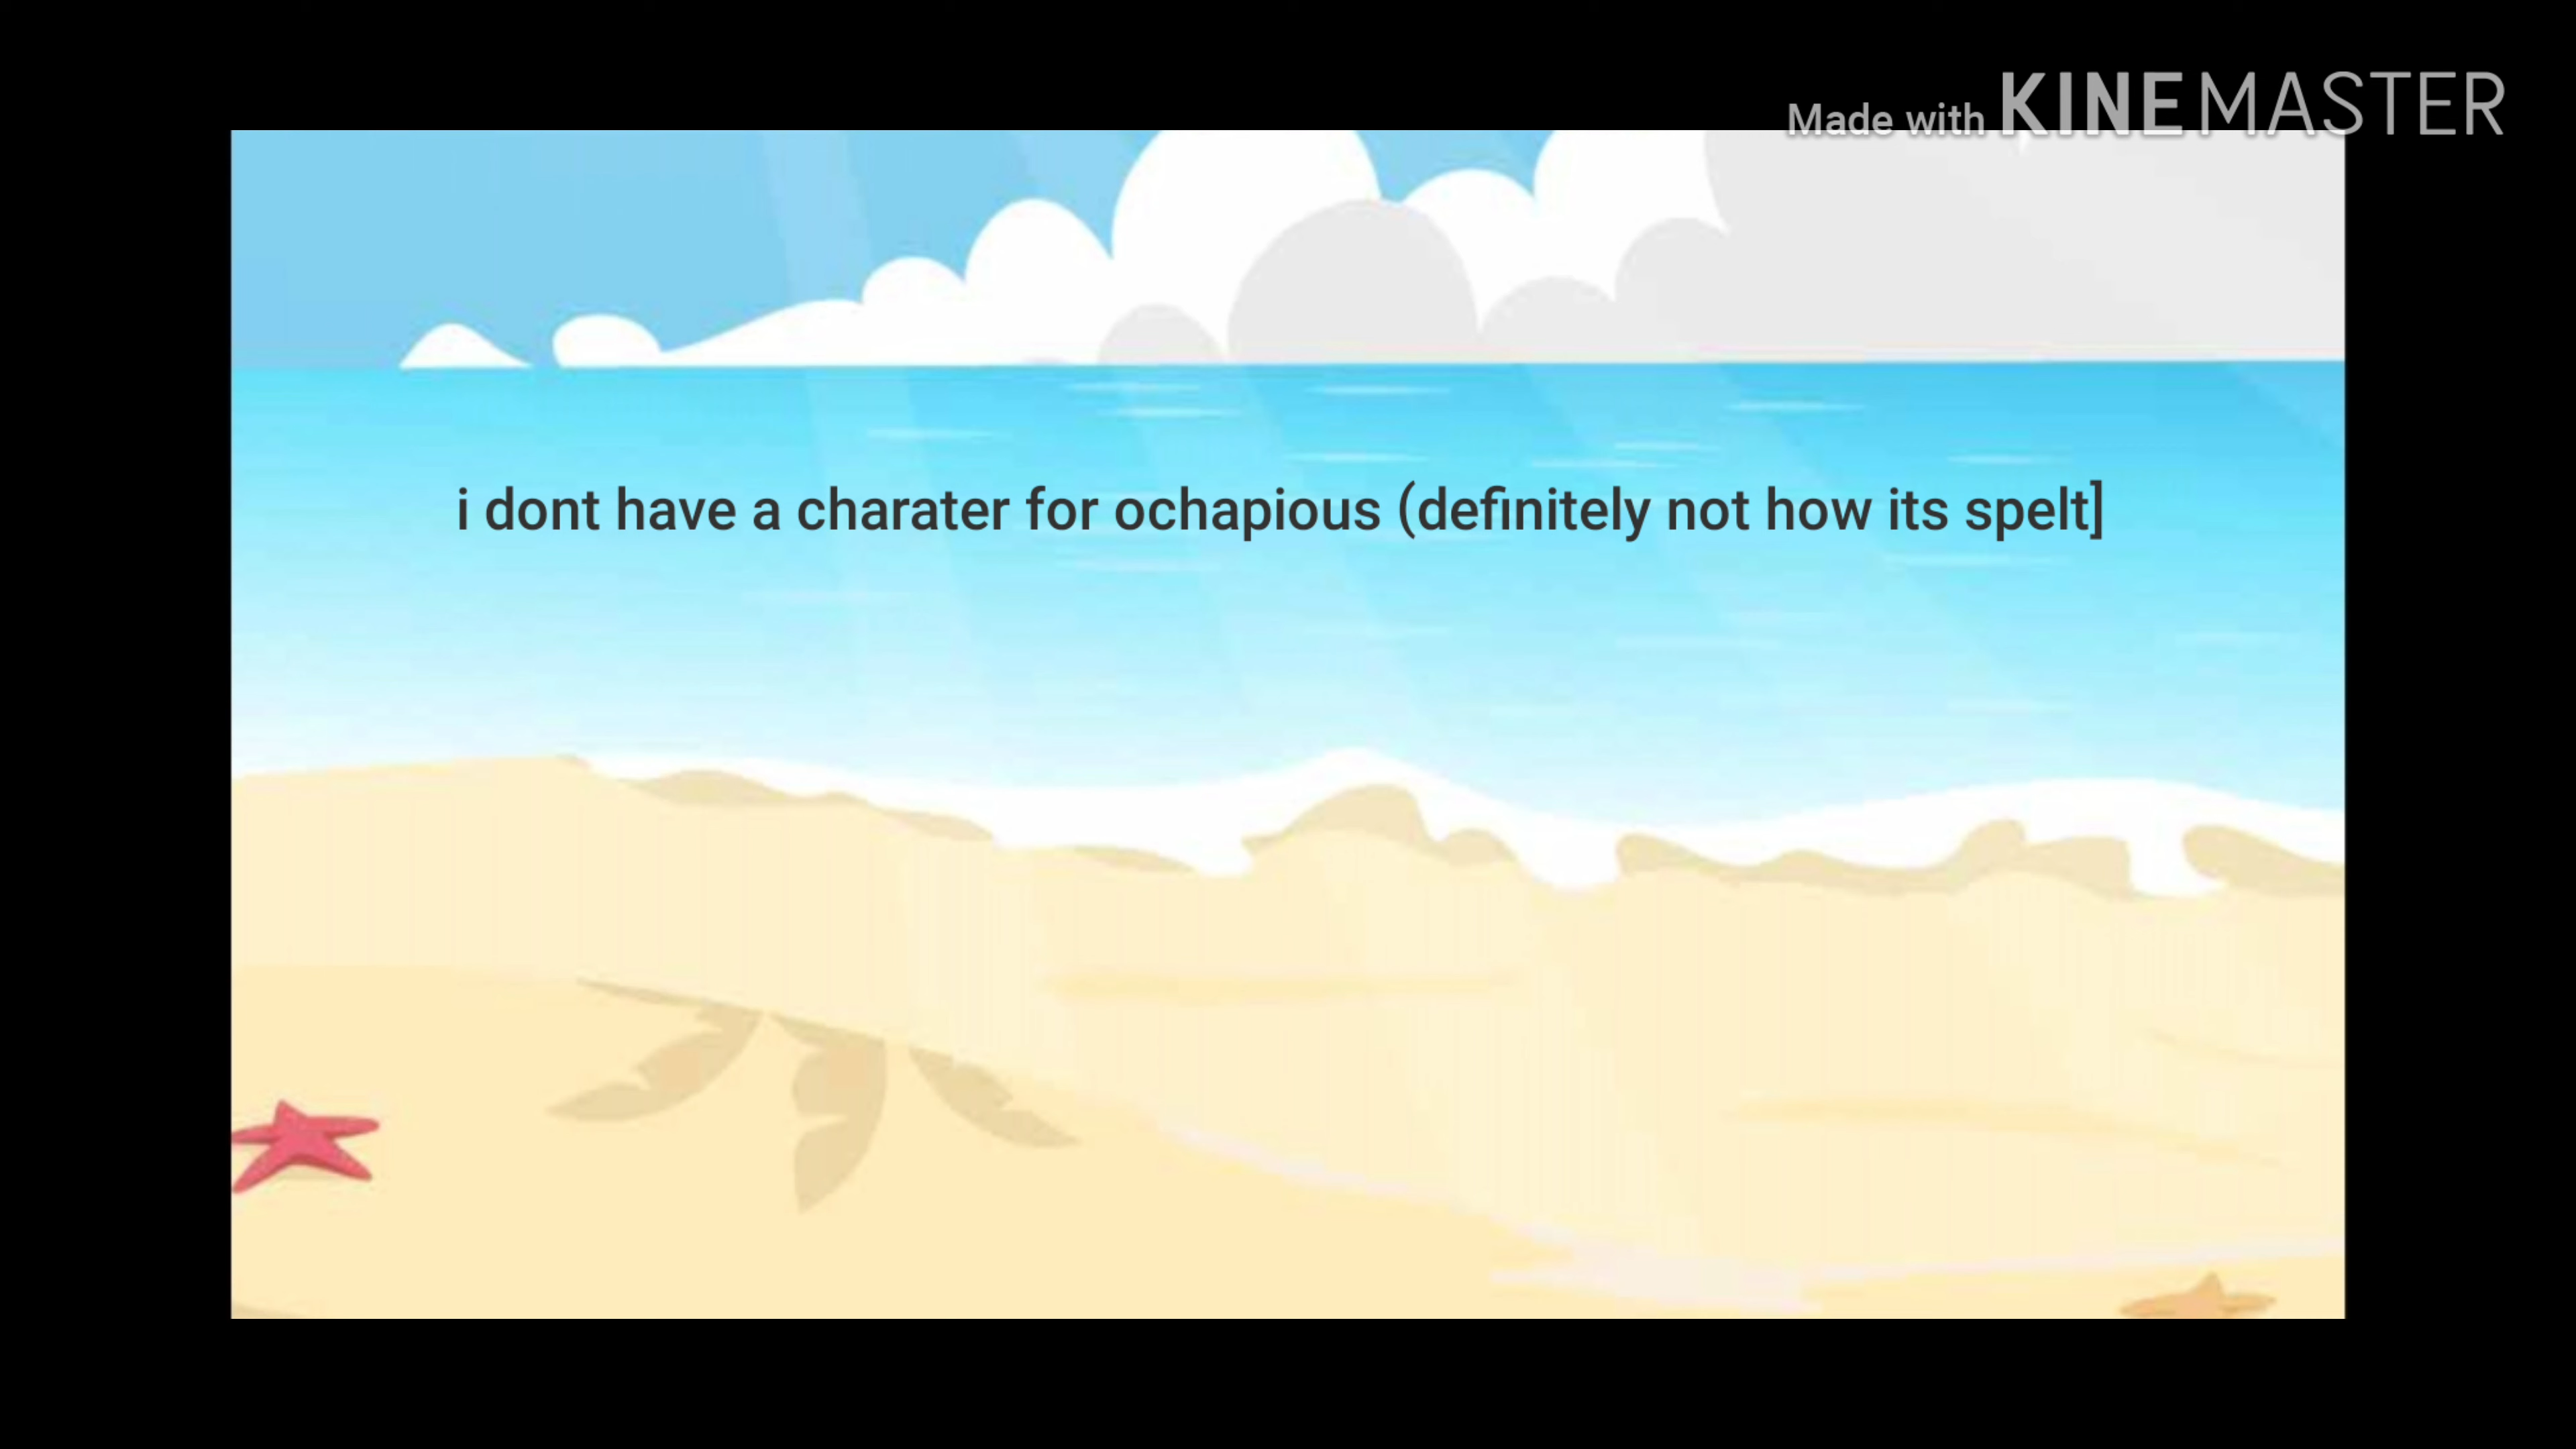 Made with KINEMASTER
i dont have a charater for ochapious (definitely not how its spelt]